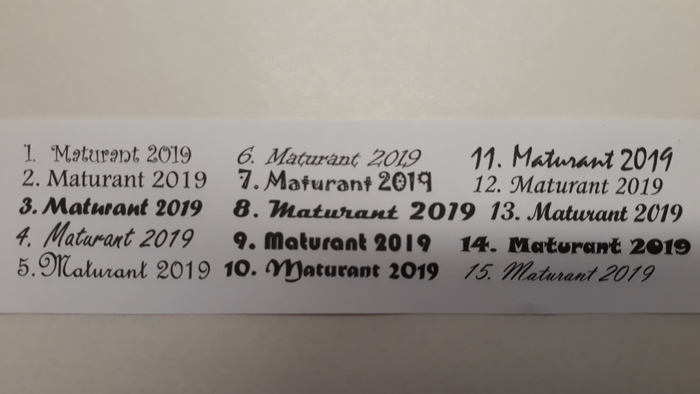 1. Maturant 2019
2. Maturant 2019
3. Maturant 2019
4. Maturant 2019
5. Maturant 2019
6. Maturant 2019
7. Maturant 2019
8. Maturant 2019
9. Maturant 2019
10. Maturant 2019
11. Maturant 2019
12. Maturant 2019
13. Maturant 2019
14. Maturant 2019
15. Maturant 2019